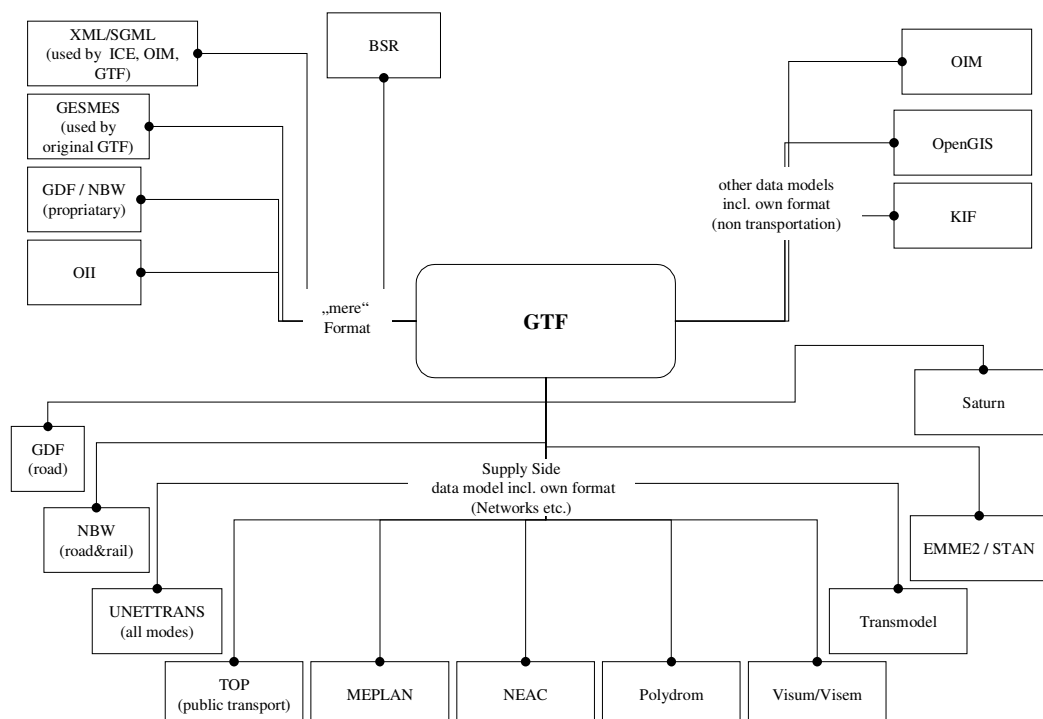 XML/SGML
(used by ICE, OIM,
GTF)
BSR
OIM
GESMES
(used by
original GTF)
OpenGIS
GDF / NBW
(propriatary)
other data models
incl. own format
(non transportation)
KIF
OII
„mere“
Format
GTF
Saturn
GDF
(road)
Supply Side
data model incl. own format
(Networks etc.)
NBW
(road&rail)
EMME2 / STAN
UNETTRANS
(all modes)
Transmodel
TOP
(public transport)
MEPLAN
NEAC
Polydrom
Visum/Visem